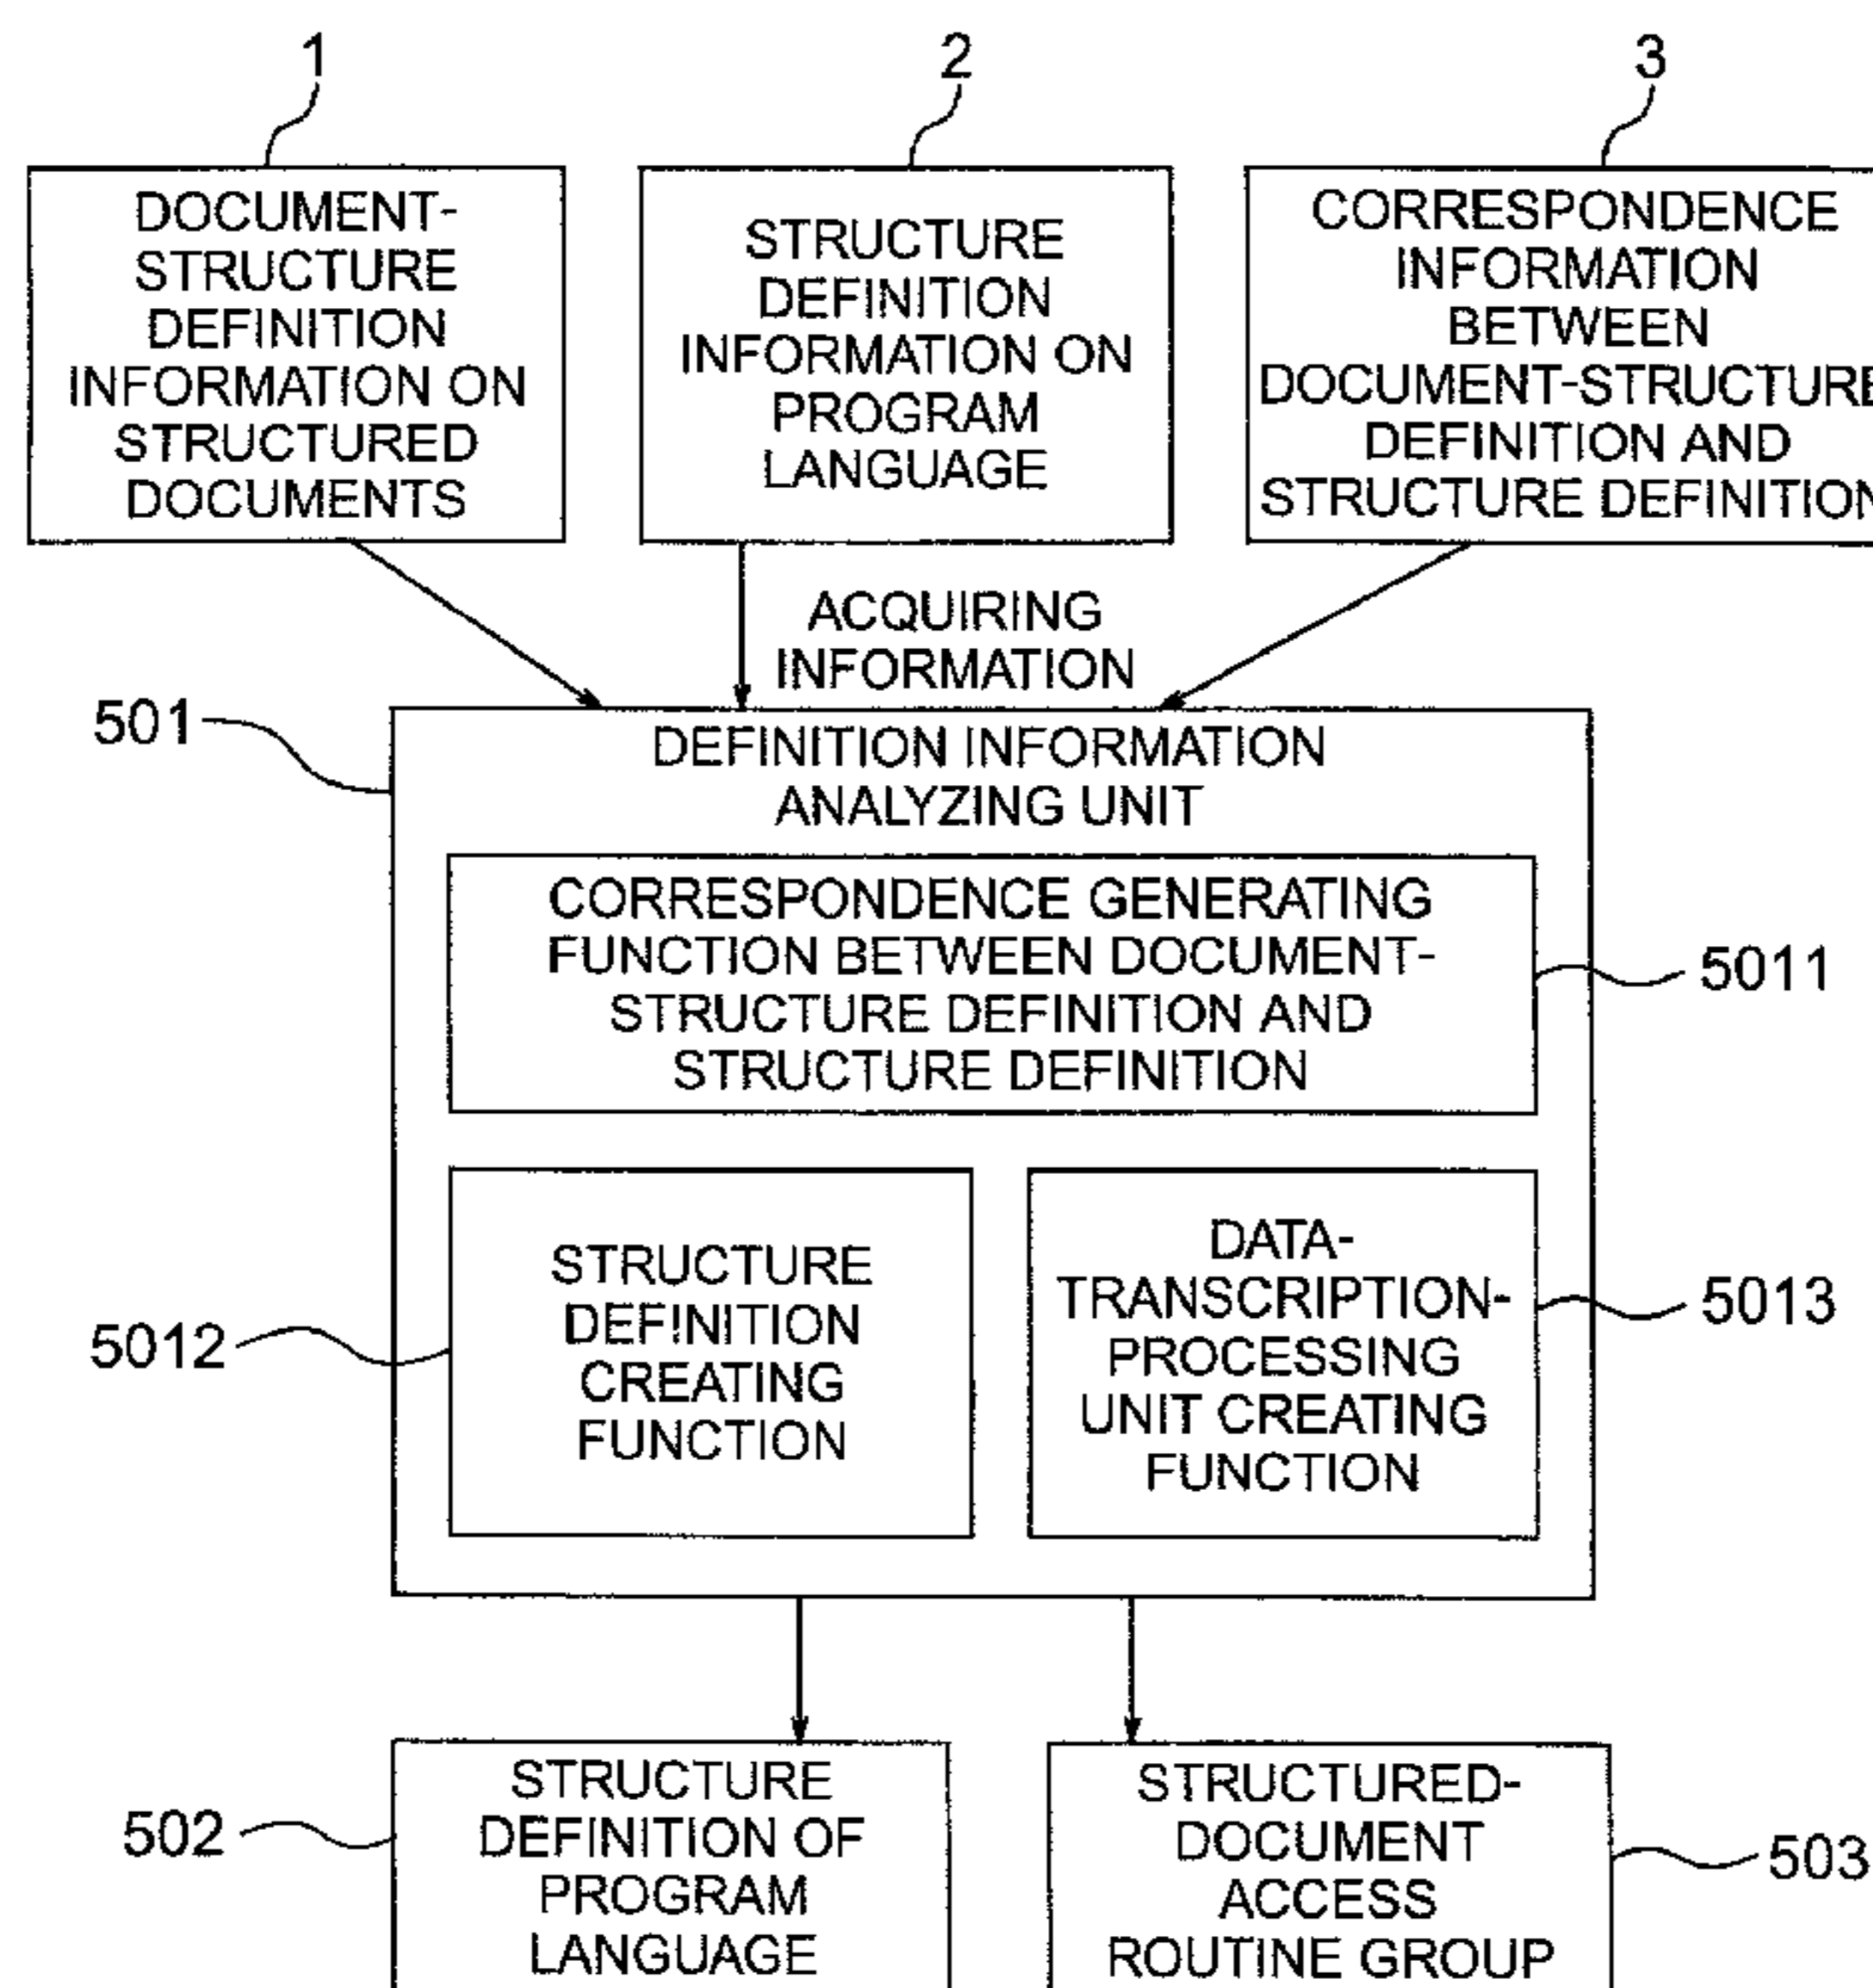 1
2
3
DOCUMENT-
STRUCTURE
DEFINITION
INFORMATION ON
STRUCTURED
DOCUMENTS
STRUCTURE
DEFINITION
INFORMATION ON
PROGRAM
LANGUAGE
CORRESPONDENCE
INFORMATION
BETWEEN
DOCUMENT-STRUCTURE
DEFINITION AND
STRUCTURE DEFINITION
ACQUIRING
INFORMATION
501
DEFINITION INFORMATION
ANALYZING UNIT
CORRESPONDENCE GENERATING
FUNCTION BETWEEN DOCUMENT-
STRUCTURE DEFINITION AND
STRUCTURE DEFINITION
5011
5012
STRUCTURE
DEFINITION
CREATING
FUNCTION
DATA-
TRANSCRIPTION-
PROCESSING
UNIT CREATING
FUNCTION
5013
502
STRUCTURE
DEFINITION OF
PROGRAM
LANGUAGE
STRUCTURED-
DOCUMENT
ACCESS
ROUTINE GROUP
503